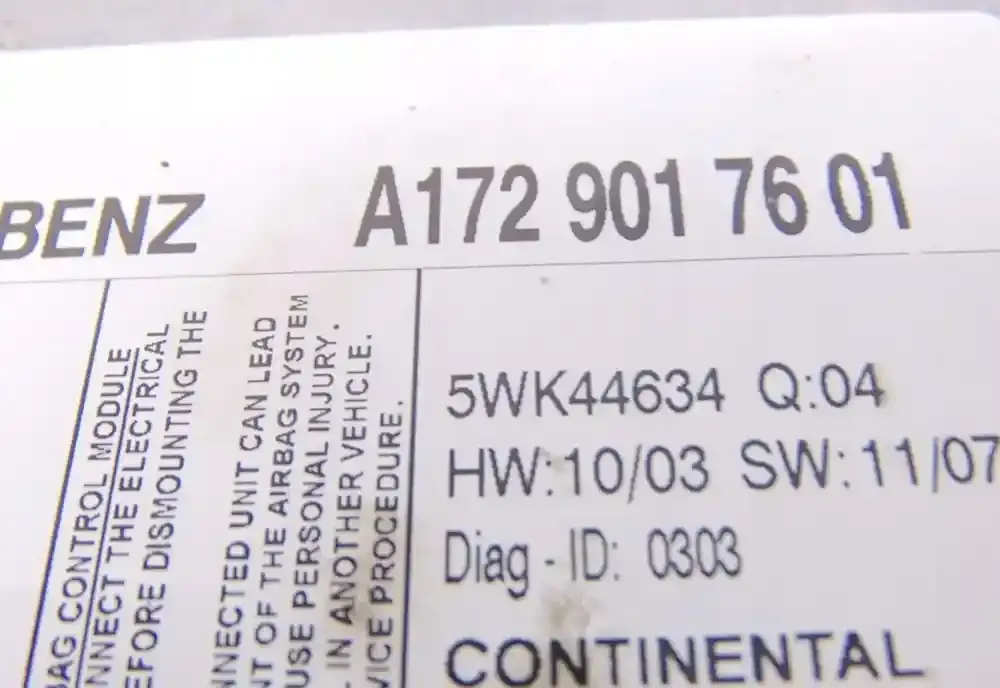 BENZ A172 901 76 01
BAG CONTROL MODULE
NNECT THE ELECTRICAL
EFORE DISMOUNTING THE
NNECTED UNIT CAN LEAD
NT OF THE AIRBAG SYSTEM
USE PERSONAL INJURY.
IN ANOTHER VEHICLE.
VICE PROCEDURE.
5WK44634 Q:04
HW:10/03 SW:11/07
Diag-ID: 0303
CONTINENTAL